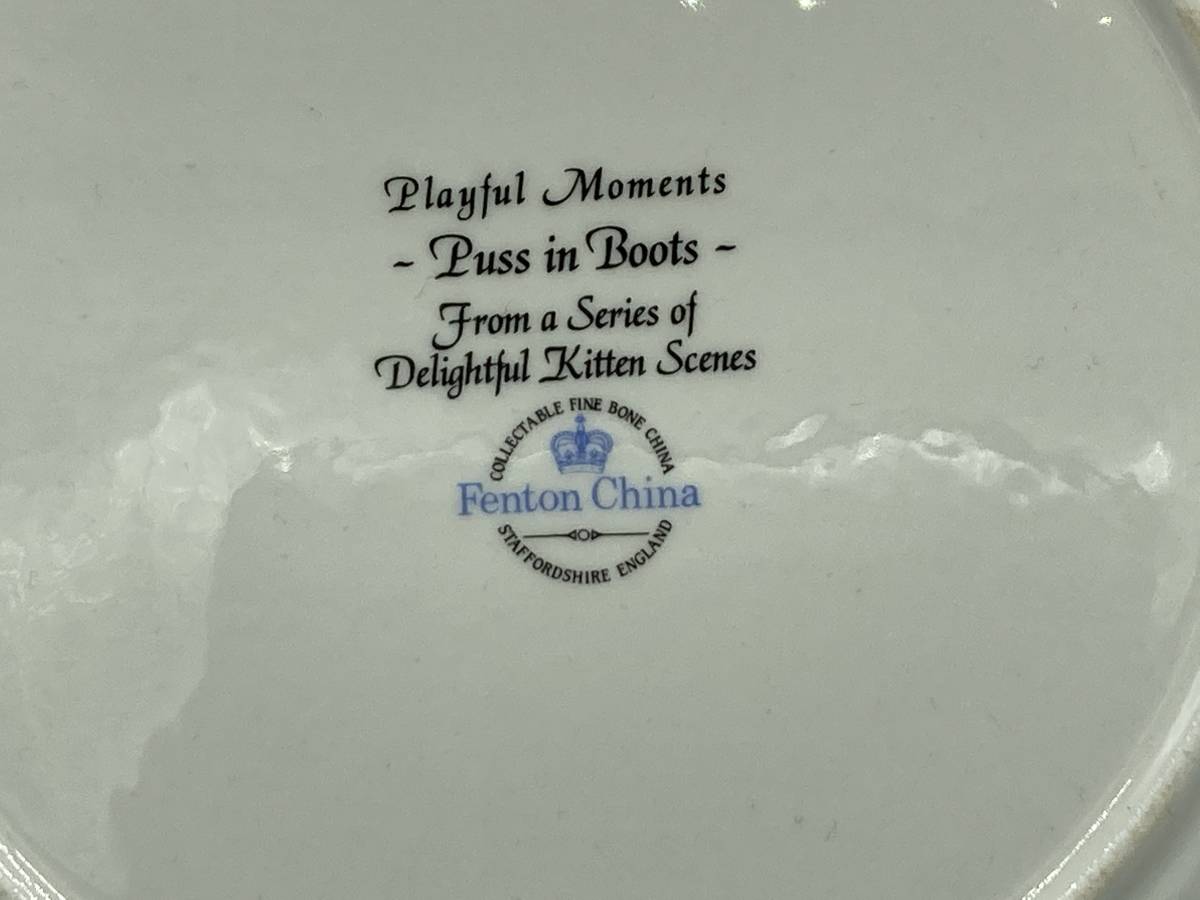 Playful Moments
~ Puss in Boots ~
From a Series of
Delightful Kitten Scenes
COLLECTABLE FINE BONE CHINA
Fenton China
STAFFORDSHIRE ENGLAND